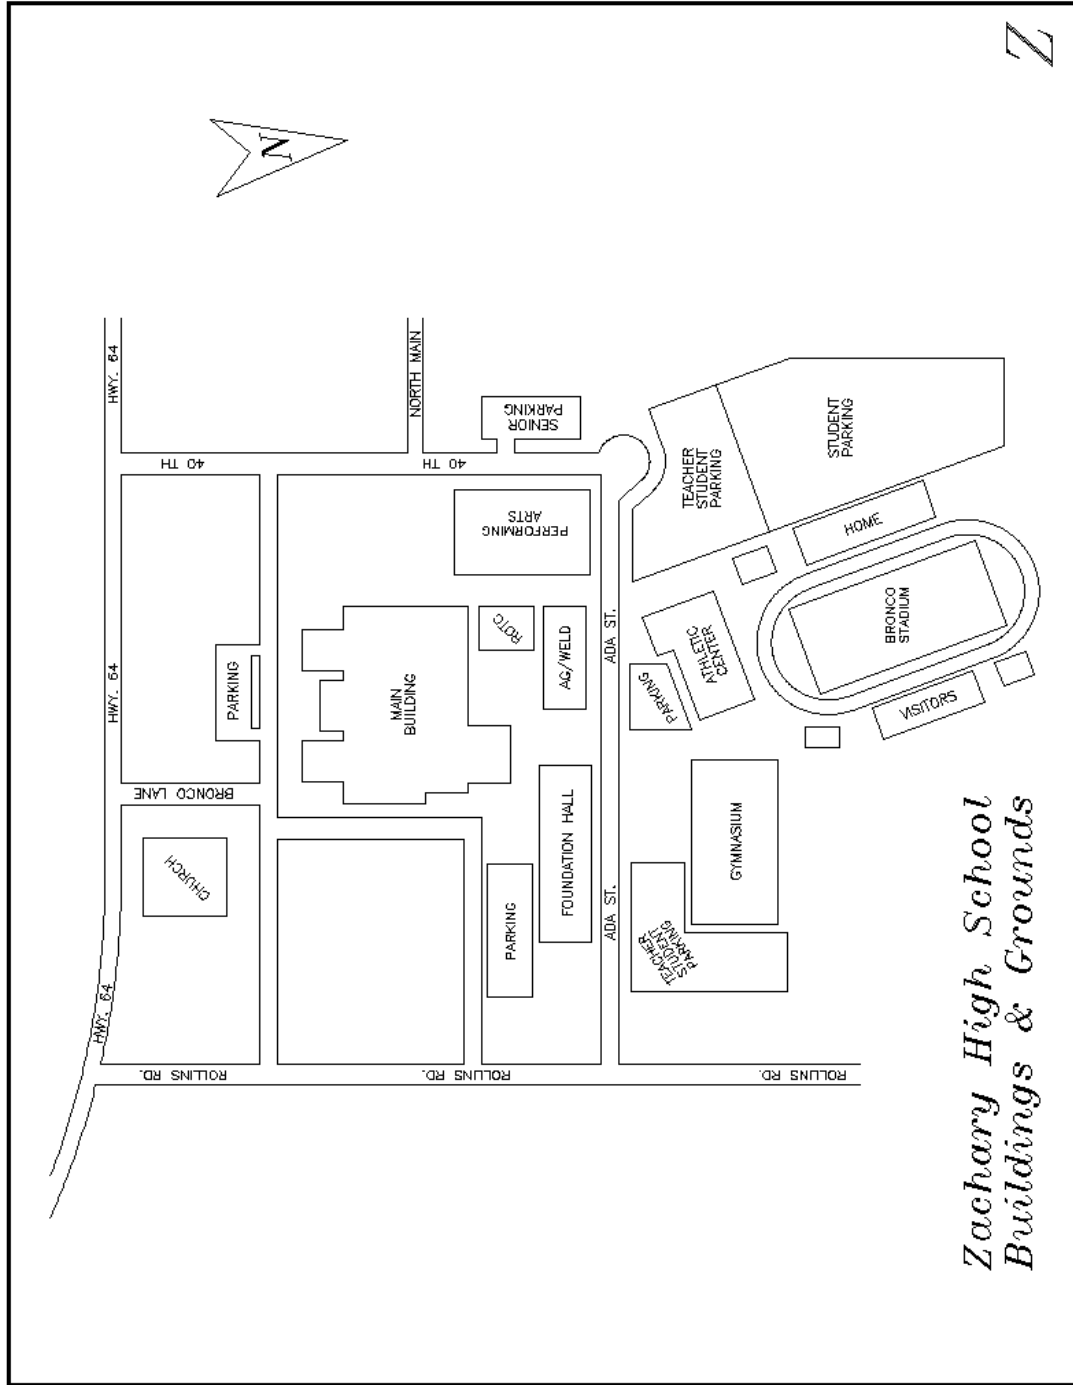 Z
N
HWY. 64
HWY. 64
HWY. 64
NORTH MAIN
40 TH
40 TH
SENIOR
PARKING
PERFORMING
ARTS
TEACHER
STUDENT
PARKING
STUDENT
PARKING
HOME
BRONCO
STADIUM
VISITORS
ATHLETIC
CENTER
PARKING
ADA ST.
ADA ST.
ROTC
AG/WELD
MAIN
BUILDING
PARKING
BRONCO LANE
CHURCH
FOUNDATION HALL
PARKING
GYMNASIUM
TEACHER
STUDENT
PARKING
ROLLINS RD.
ROLLINS RD.
ROLLINS RD.
Zachary High School
Buildings & Grounds